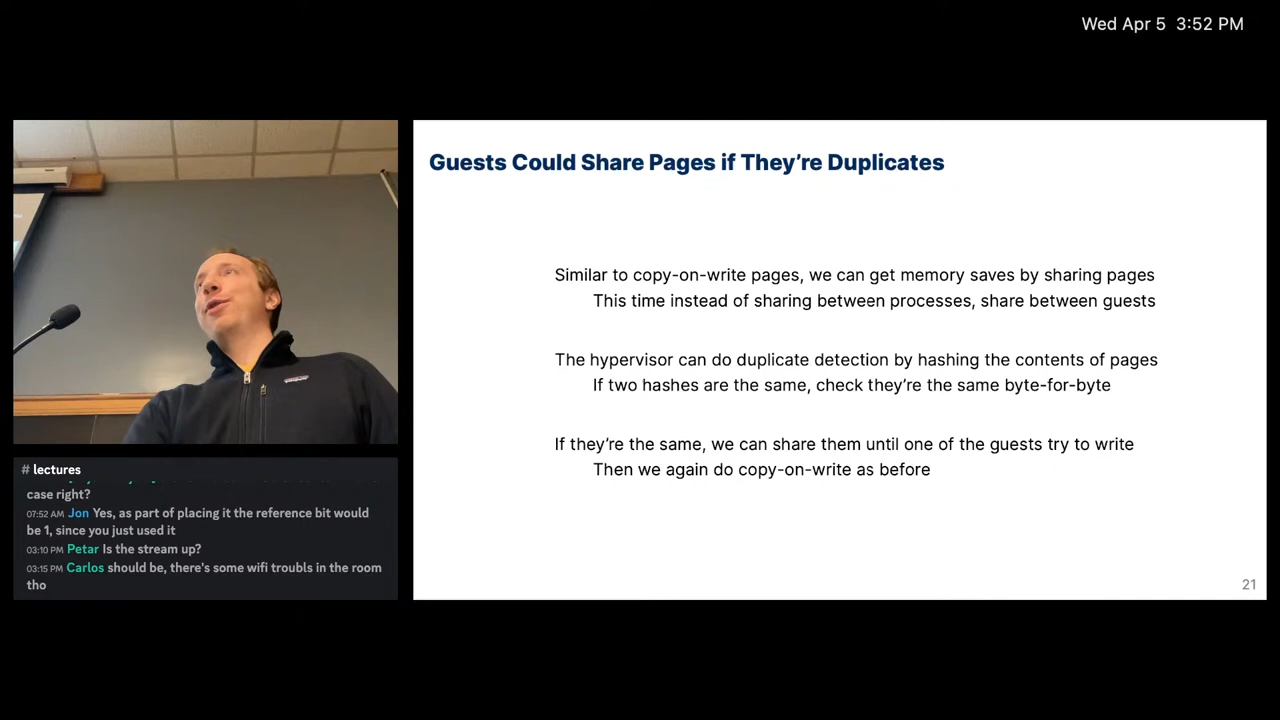 Wed Apr 5 3:52 PM
Guests Could Share Pages if They're Duplicates
Similar to copy-on-write pages, we can get memory saves by sharing pages
This time instead of sharing between processes, share between guests
The hypervisor can do duplicate detection by hashing the contents of pages
If two hashes are the same, check they're the same byte-for-byte
If they're the same, we can share them until one of the guests try to write
Then we again do copy-on-write as before
21
# lectures
case right?
07:52 AM Jon Yes, as part of placing it the reference bit would
be 1, since you just used it
03:10 PM Petar Is the stream up?
03:15 PM Carlos should be, there's some wifi troubls in the room
tho